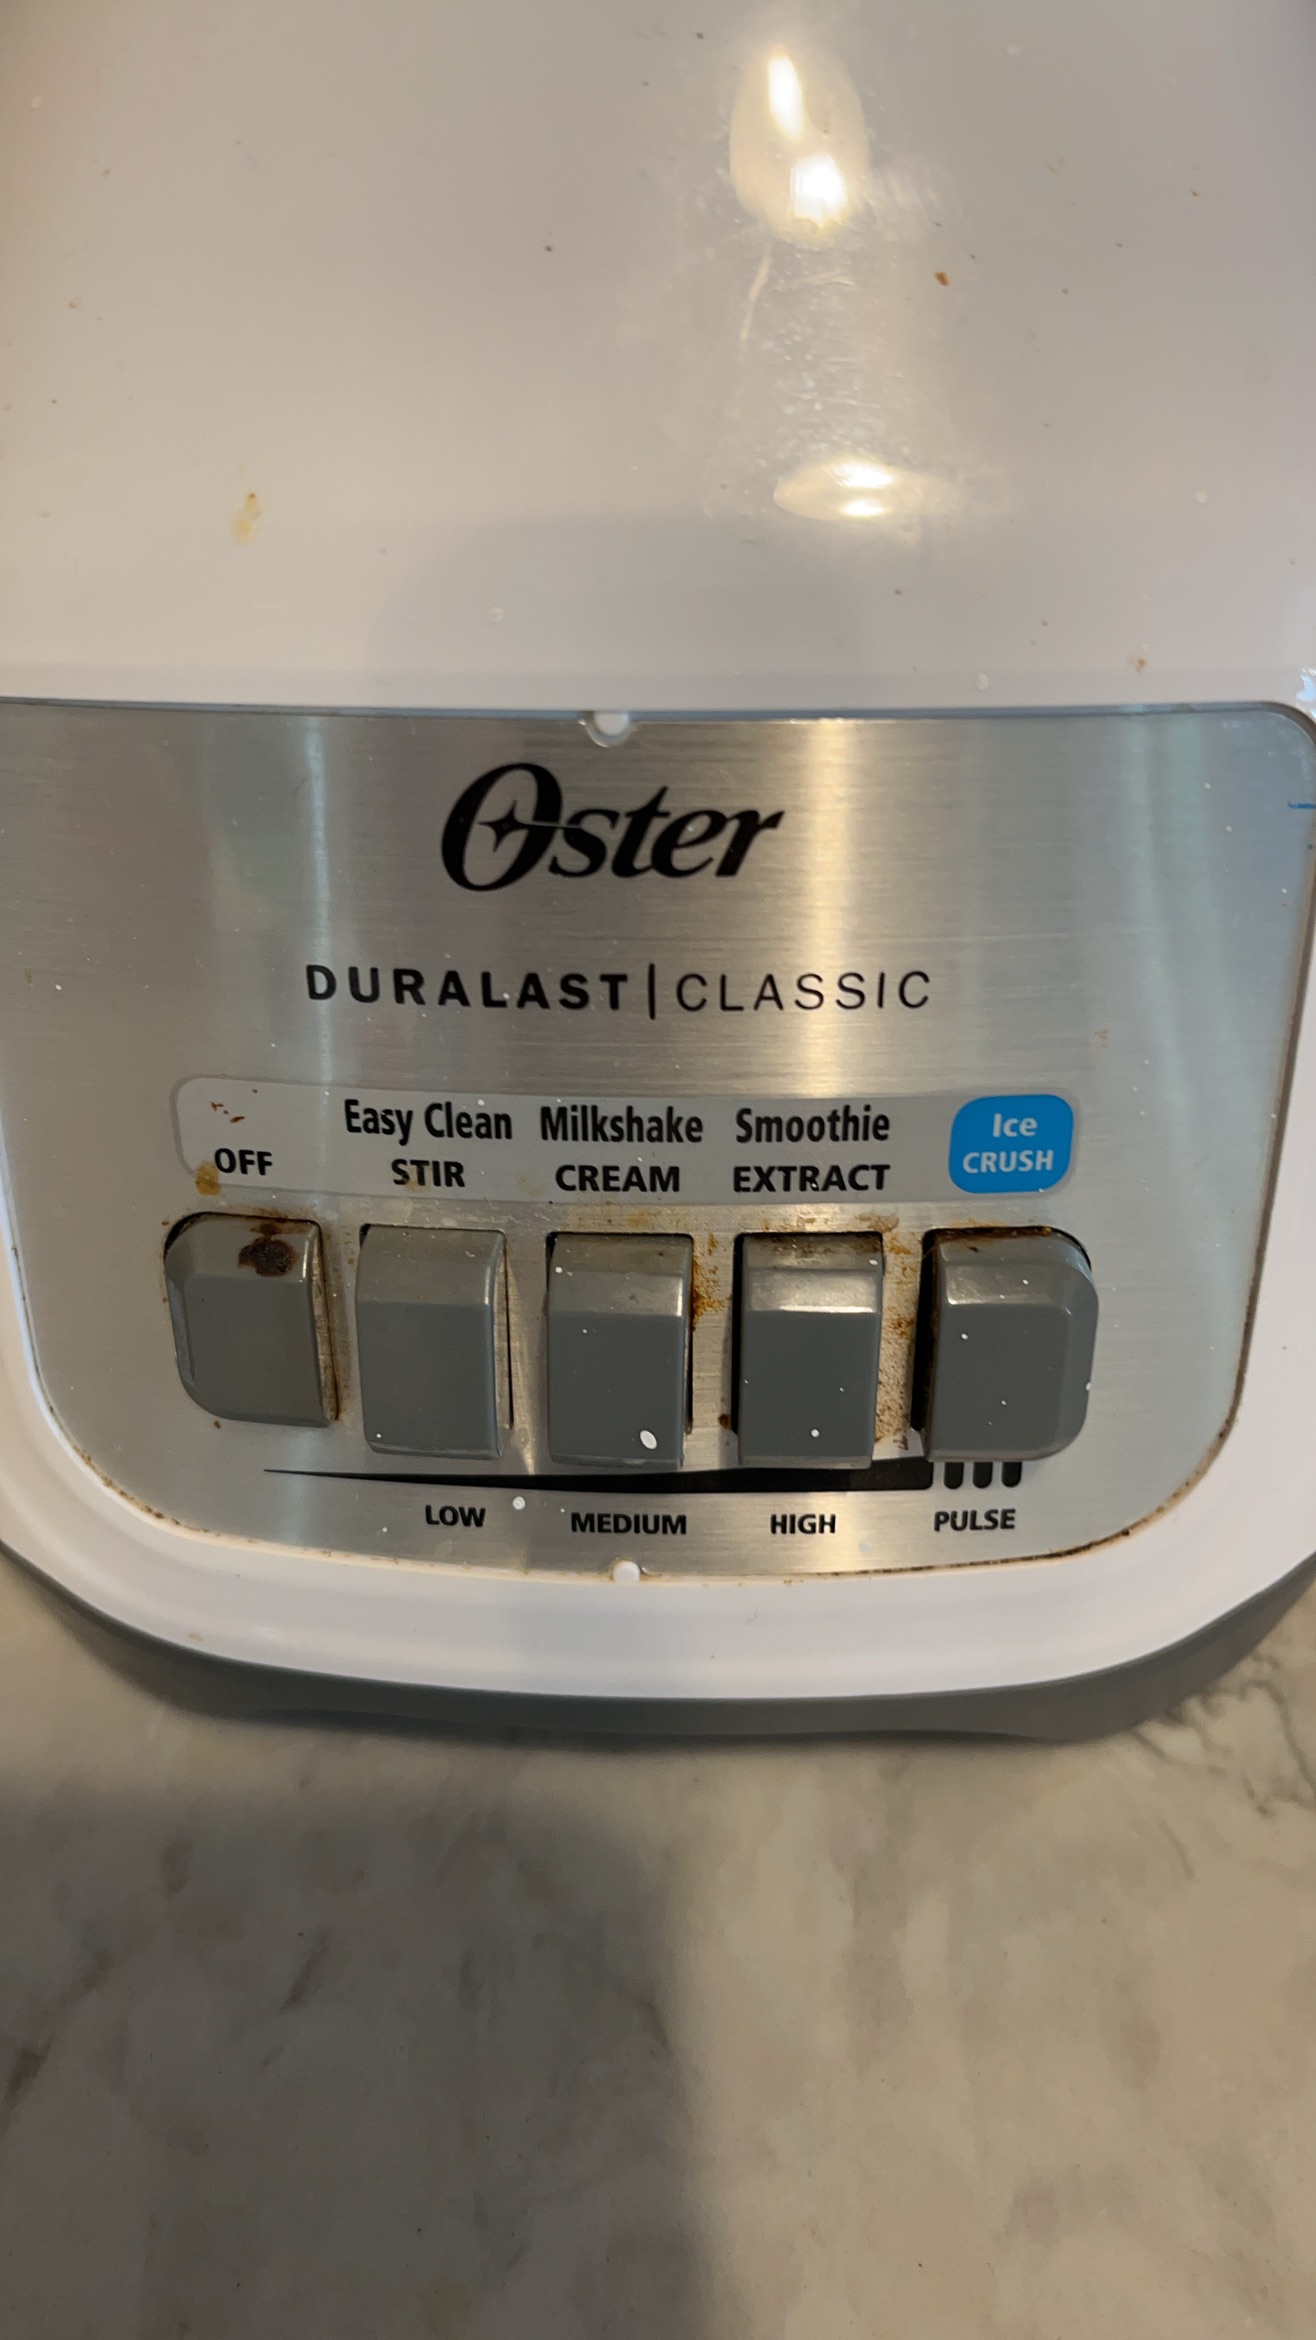 Oster
DURALAST | CLASSIC
OFF
Easy Clean
STIR
Milkshake
CREAM
Smoothie
EXTRACT
Ice
CRUSH
LOW
MEDIUM
HIGH
PULSE